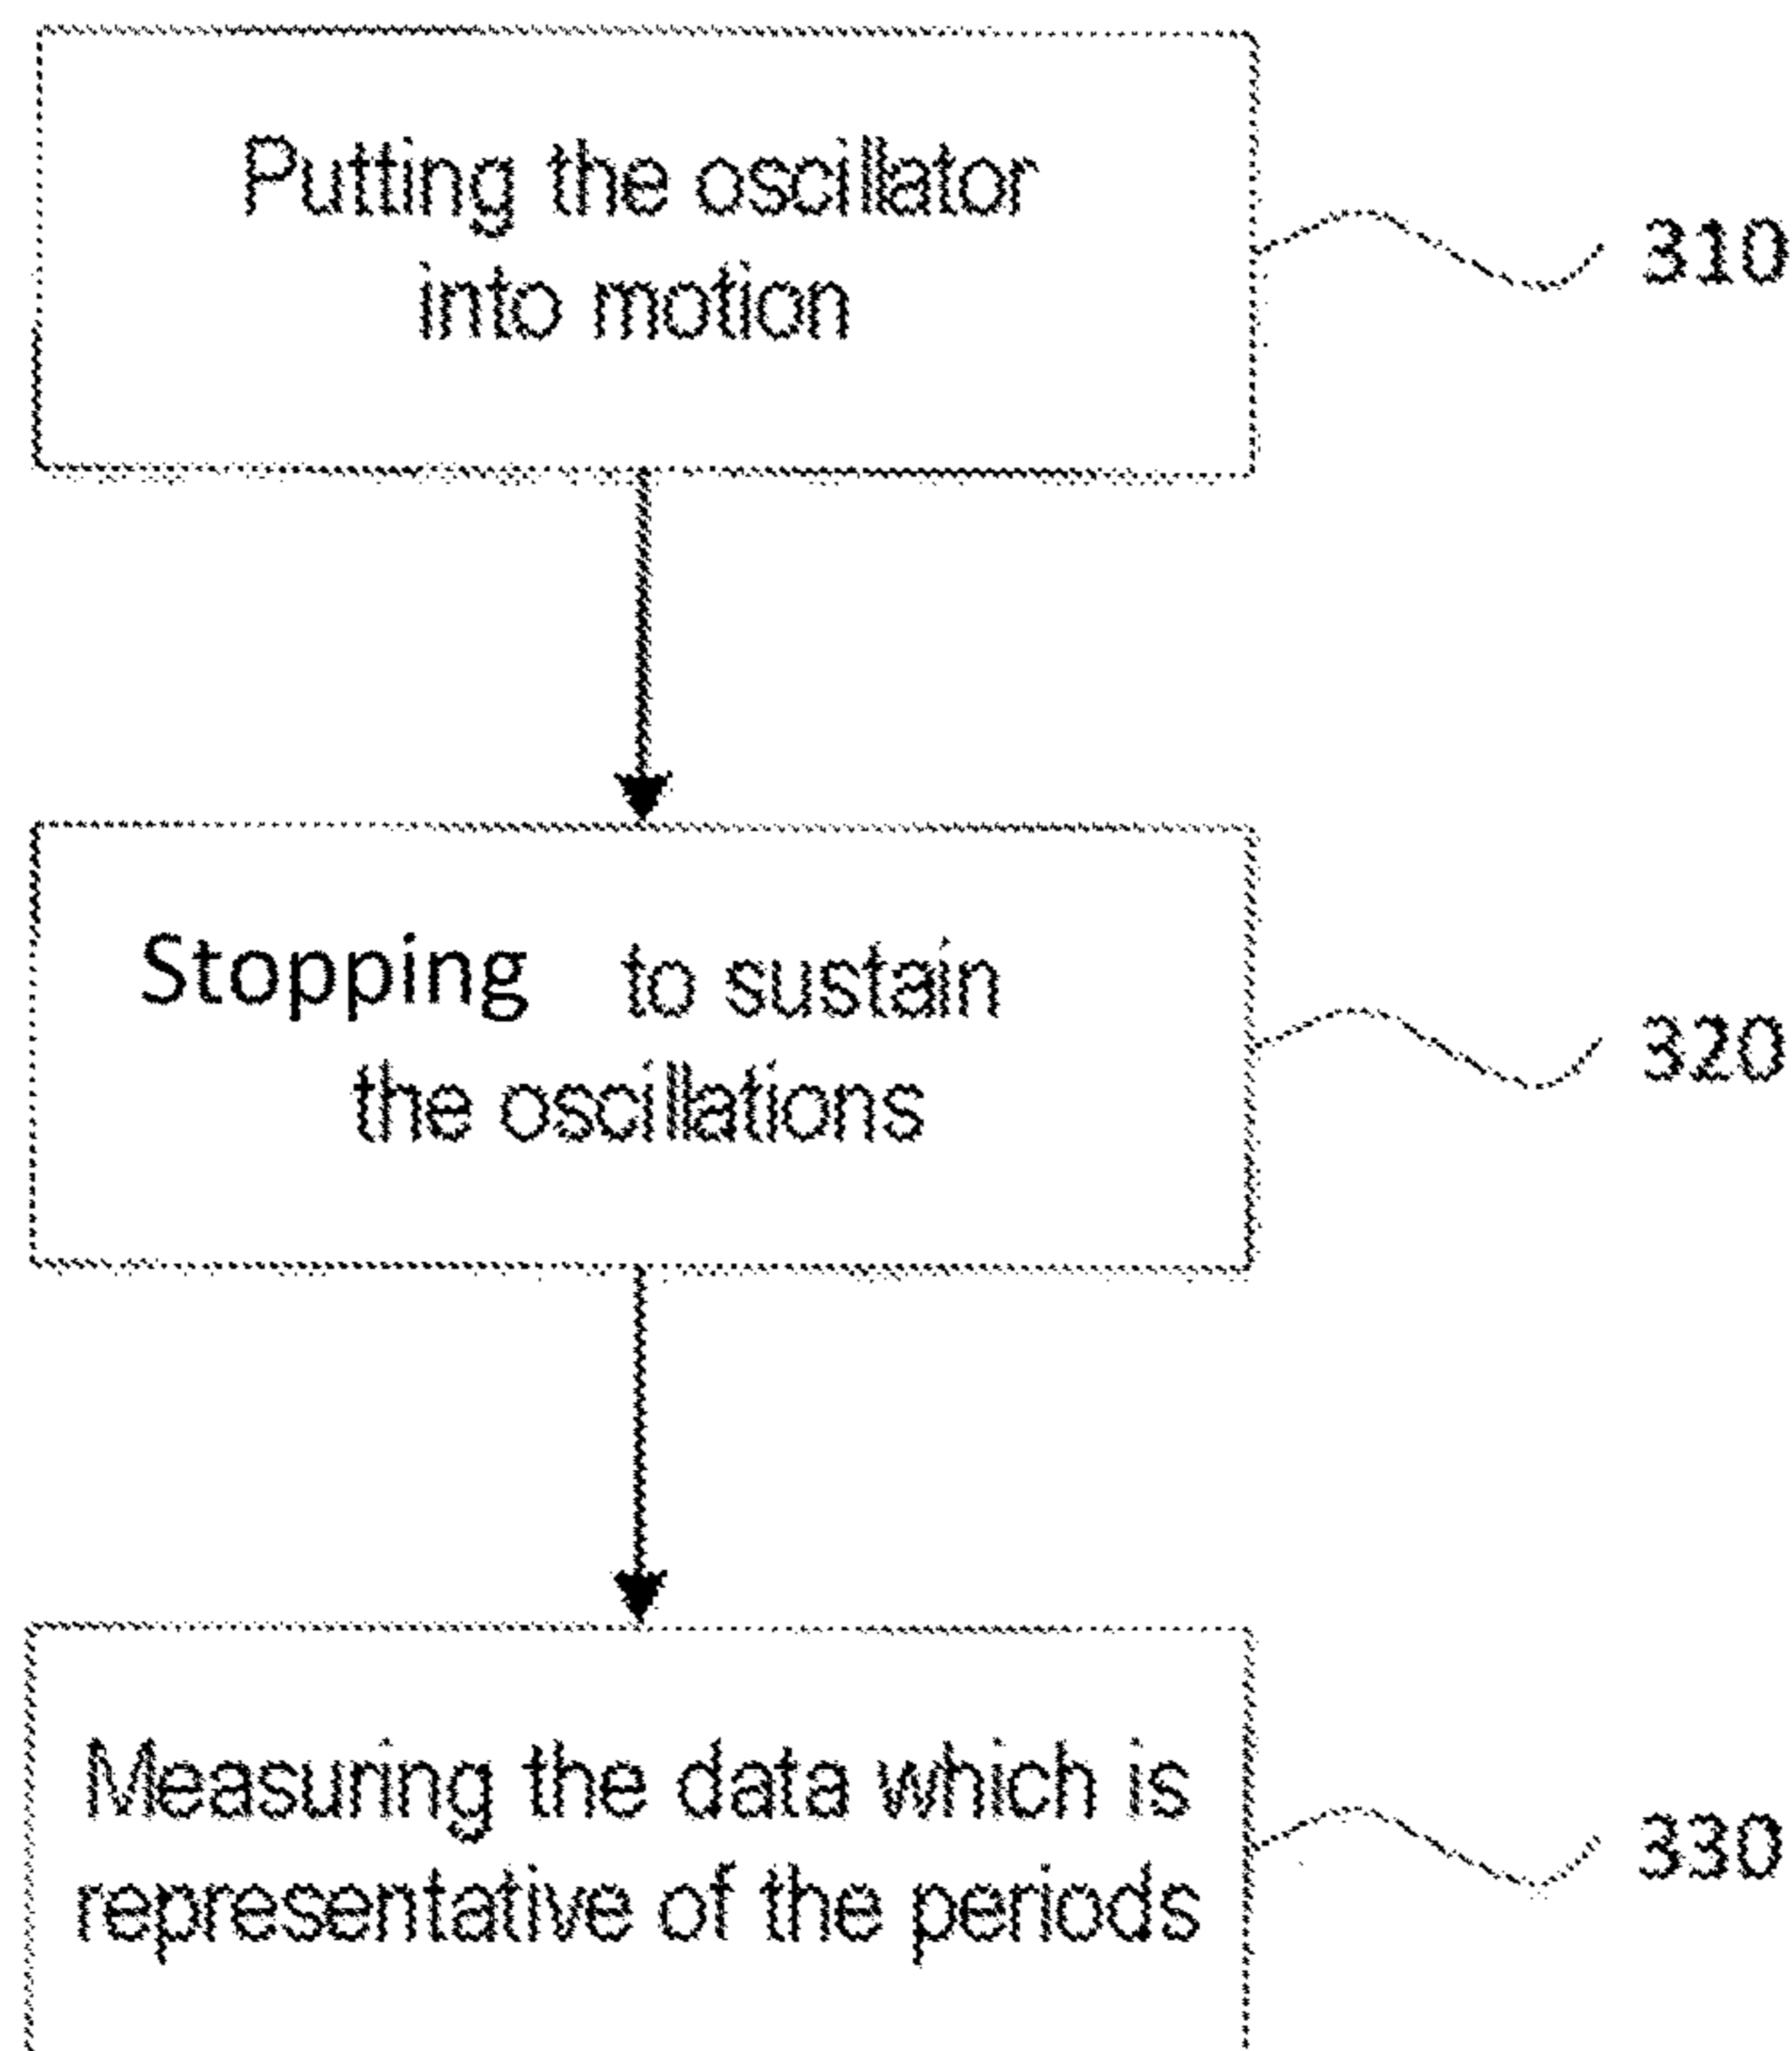 Putting the oscillator
into motion
310
Stopping to sustain
the oscillations
320
Measuring the data which is
representative of the periods
330